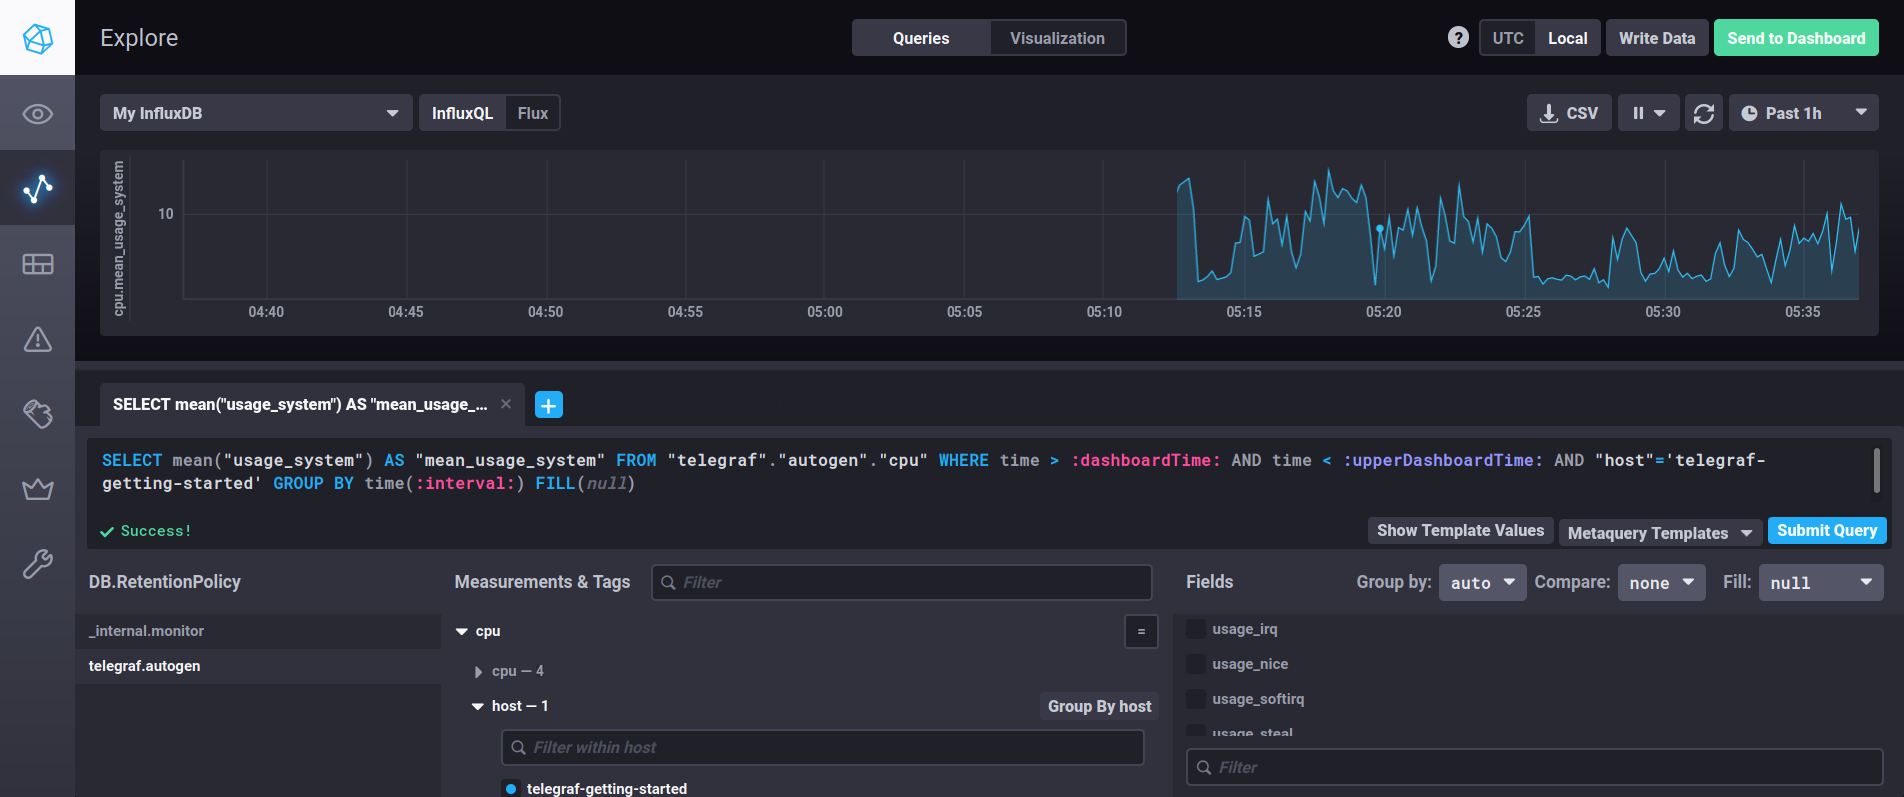 Explore
Queries
Visualization
?
UTC
Local
Write Data
Send to Dashboard
My InfluxDB
InfluxQL
Flux
CSV
Past 1h
cpu.mean_usage_system
10
04:40
04:45
04:50
04:55
05:00
05:05
05:10
05:15
05:20
05:25
05:30
05:35
SELECT mean("usage_system") AS "mean_usage_...
SELECT mean("usage_system") AS "mean_usage_system" FROM "telegraf"."autogen"."cpu" WHERE time > :dashboardTime: AND time < :upperDashboardTime: AND "host"='telegraf-
getting-started' GROUP BY time(:interval:) FILL(null)
Success!
Show Template Values
Metaquery Templates
Submit Query
DB.RetentionPolicy
_internal.monitor
telegraf.autogen
Measurements & Tags
Filter
cpu
=
cpu — 4
host — 1
Group By host
Filter within host
telegraf-getting-started
Fields
Group by: auto
Compare: none
Fill: null
usage_irq
usage_nice
usage_softirq
usage_steal
Filter